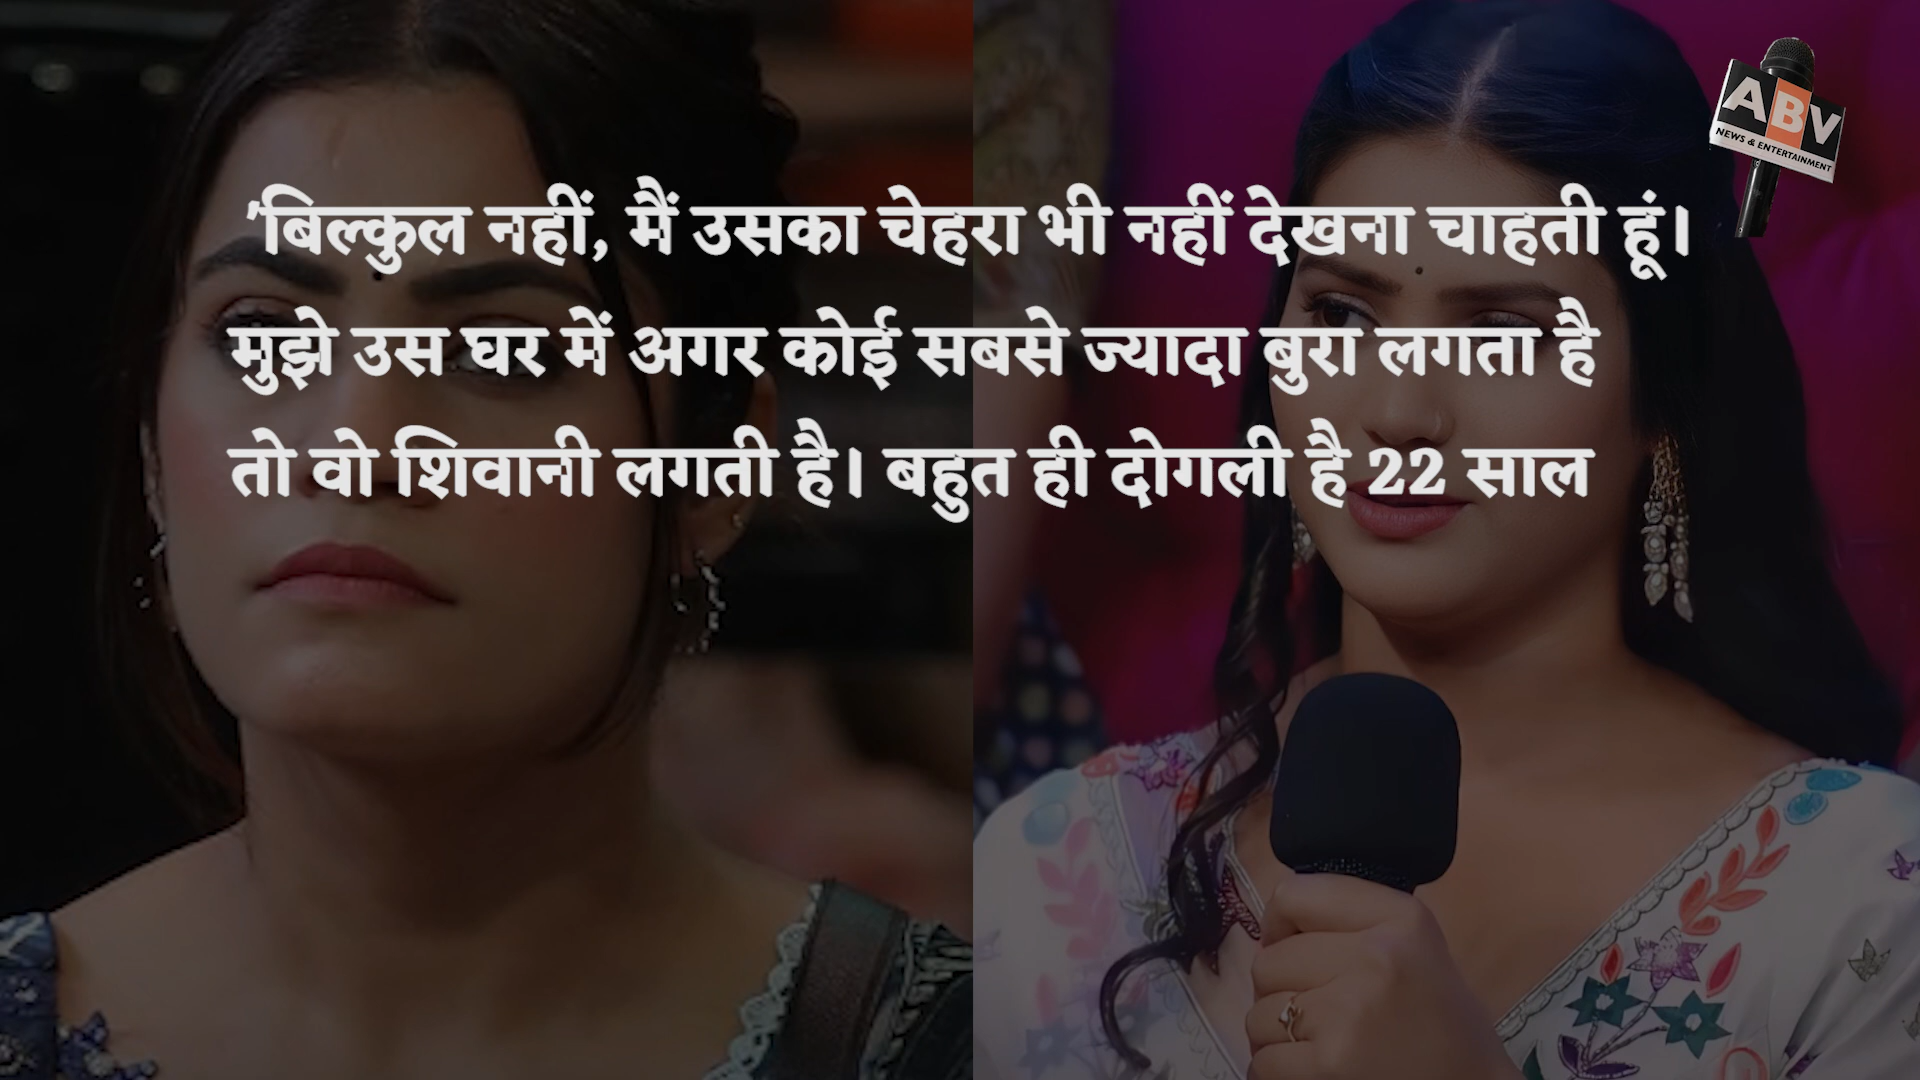 'बिल्कुल नहीं, मैं उसका चेहरा भी नहीं देखना चाहती हूं।
मुझे उस घर में अगर कोई सबसे ज्यादा बुरा लगता है
तो वो शिवानी लगती है। बहुत ही दोगली है 22 साल
ABV
NEWS & ENTERTAINMENT